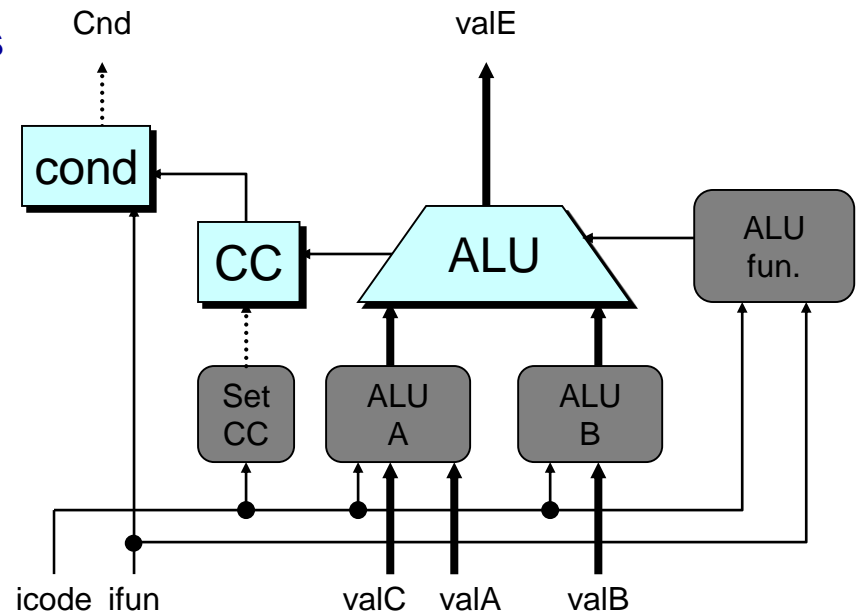 Cnd
valE
s
cond
CC
ALU
ALU
fun.
Set
CC
ALU
A
ALU
B
icode
ifun
valC
valA
valB